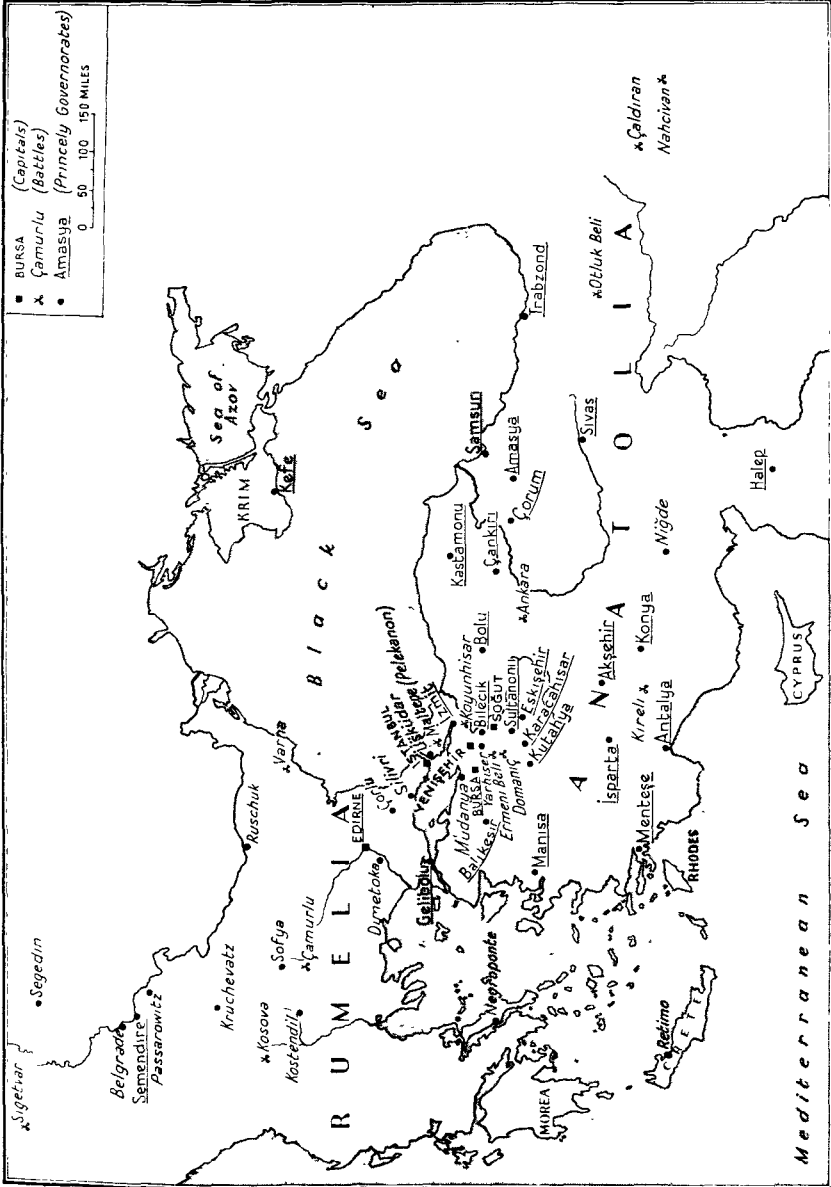 ■ BURSA (Capitals)
Çamurlu (Battles)
• Amasya (Princely Governorates)
0 50 100 150 MILES
Sigetvar
Segedin
Belgrade
Semendire
Passarowitz
Kruchevatz
Ruschuk
Kosova
Kostendil
Sofya
Çamurlu
RUMELIA
Varna
KRIM
Sea of
Azov
Kefe
Black Sea
EDIRNE
Dymetoka
Çorlu
Silivri
İSTANBUL
Üsküdar
Maltepe (Pelekanon)
İzmit
Gelibolu
YENİŞEHİR
Koyunhisar
Mudanya
BURSA
Bilecik
SÖĞUT
Balıkesir
Yarhisar
Ermeni Beli
Domaniç
Sultanönü
Eskişehir
Karacahisar
Kutahya
Bolu
Kastamonu
Çankırı
Ankara
Samsun
Amasya
Çorum
Sıvas
Trabzond
Otluk Beli
Çaldıran
Nahcivan
ANATOLIA
Manisa
Isparta
Akşehir
Konya
Niğde
Kıreli
Antalya
Menteşe
Halep
Negroponte
MOREA
RHODES
CYPRUS
Retimo
CRETE
Mediterranean Sea